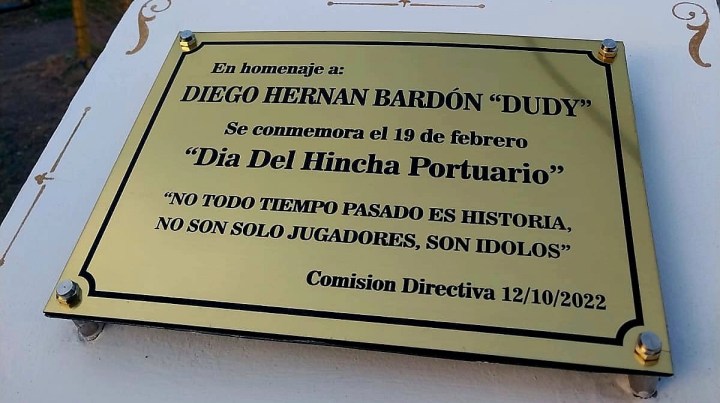 En homenaje a:
DIEGO HERNAN BARDÓN “DUDY”
Se conmemora el 19 de febrero
“Dia Del Hincha Portuario”
“NO TODO TIEMPO PASADO ES HISTORIA,
NO SON SOLO JUGADORES, SON IDOLOS”
Comision Directiva 12/10/2022